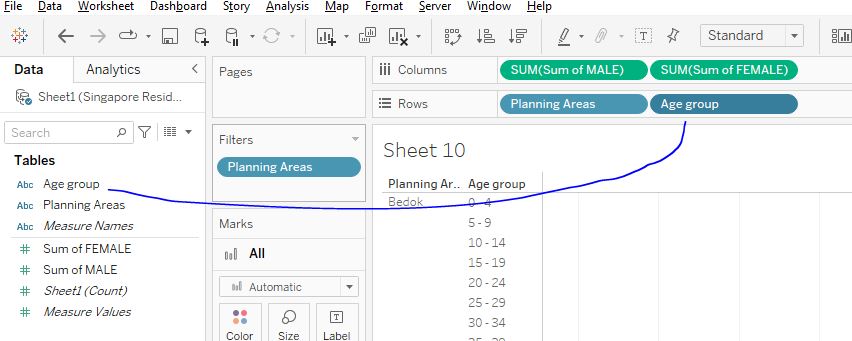 File Data Worksheet Dashboard Story Analysis Map Format Server Window Help
Standard
Data Analytics
Sheet1 (Singapore Resid...
Search
Tables
Abc Age group
Abc Planning Areas
Abc Measure Names
# Sum of FEMALE
# Sum of MALE
# Sheet1 (Count)
# Measure Values
Pages
Filters
Planning Areas
Marks
All
Automatic
Color Size Label
Columns SUM(Sum of MALE) SUM(Sum of FEMALE)
Rows Planning Areas Age group
Sheet 10
Planning Ar.. Age group
Bedok 0 - 4
5 - 9
10 - 14
15 - 19
20 - 24
25 - 29
30 - 34